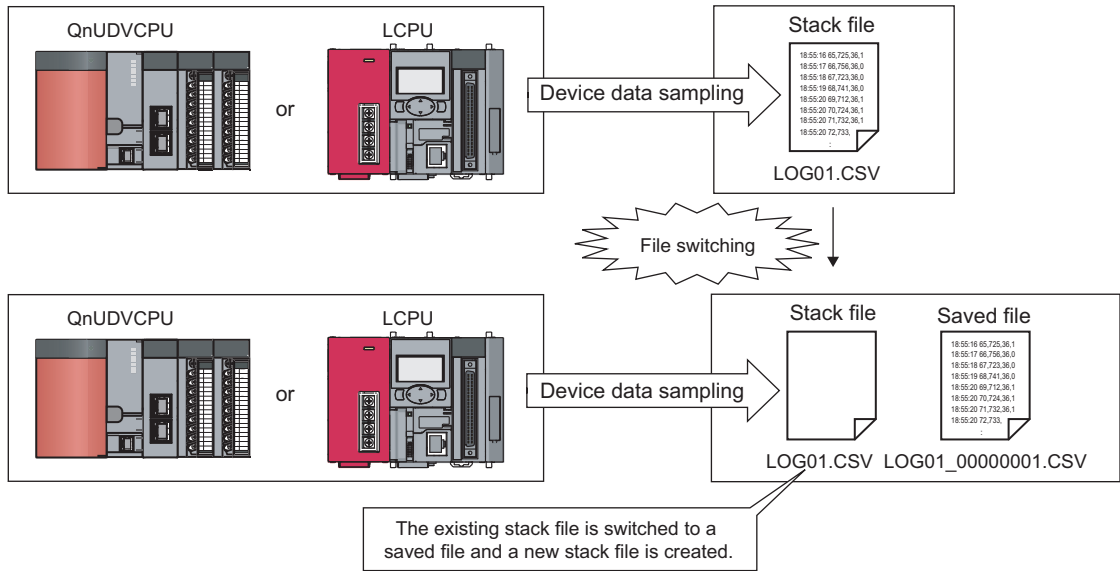 QnUDVCPU
LCPU
or
Device data sampling
Stack file
18:55:16 65,725,36,1
18:55:17 66,756,36,0
18:55:18 67,723,36,0
18:55:19 68,741,36,0
18:55:20 69,712,36,1
18:55:20 70,724,36,1
18:55:20 71,732,36,1
18:55:20 72,733,
:
LOG01.CSV
File switching
QnUDVCPU
LCPU
or
Device data sampling
Stack file
LOG01.CSV
Saved file
18:55:16 65,725,36,1
18:55:17 66,756,36,0
18:55:18 67,723,36,0
18:55:19 68,741,36,0
18:55:20 69,712,36,1
18:55:20 70,724,36,1
18:55:20 71,732,36,1
18:55:20 72,733,
:
LOG01_00000001.CSV
The existing stack file is switched to a
saved file and a new stack file is created.